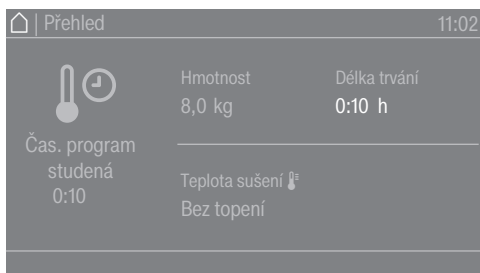 Přehled 11:02
Čas. program
studená
0:10
Hmotnost
8,0 kg
Délka trvání
0:10 h
Teplota sušení
Bez topení